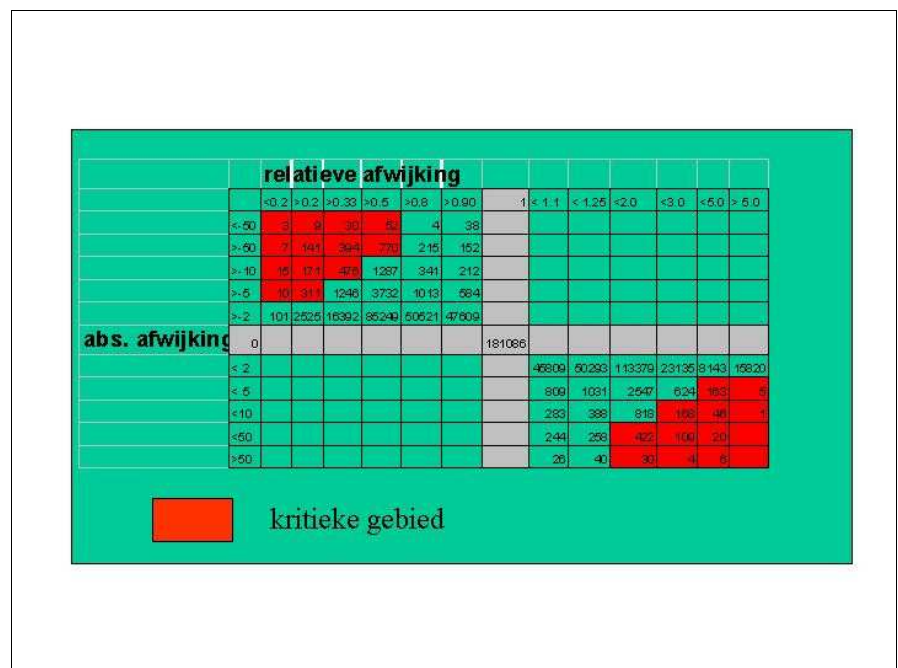 relatieve afwijking
<0.2 >0.2 >0.33 >0.5 >0.8 >0.90 1 < 1.1 < 1.25 <2.0 <3.0 <5.0 > 5.0
<-50 3 9 30 52 4 38
>-50 7 141 394 770 215 152
>-10 15 171 476 1287 341 212
>-5 10 311 1246 3732 1013 584
>-2 101 2525 16392 85249 50521 47609
abs. afwijking 0 181086
< 2 45809 50293 113379 23135 8143 15820
< 5 809 1031 2547 624 163 5
<10 283 388 818 168 46 1
<50 244 258 422 109 20
>50 26 40 30 4 6
kritieke gebied